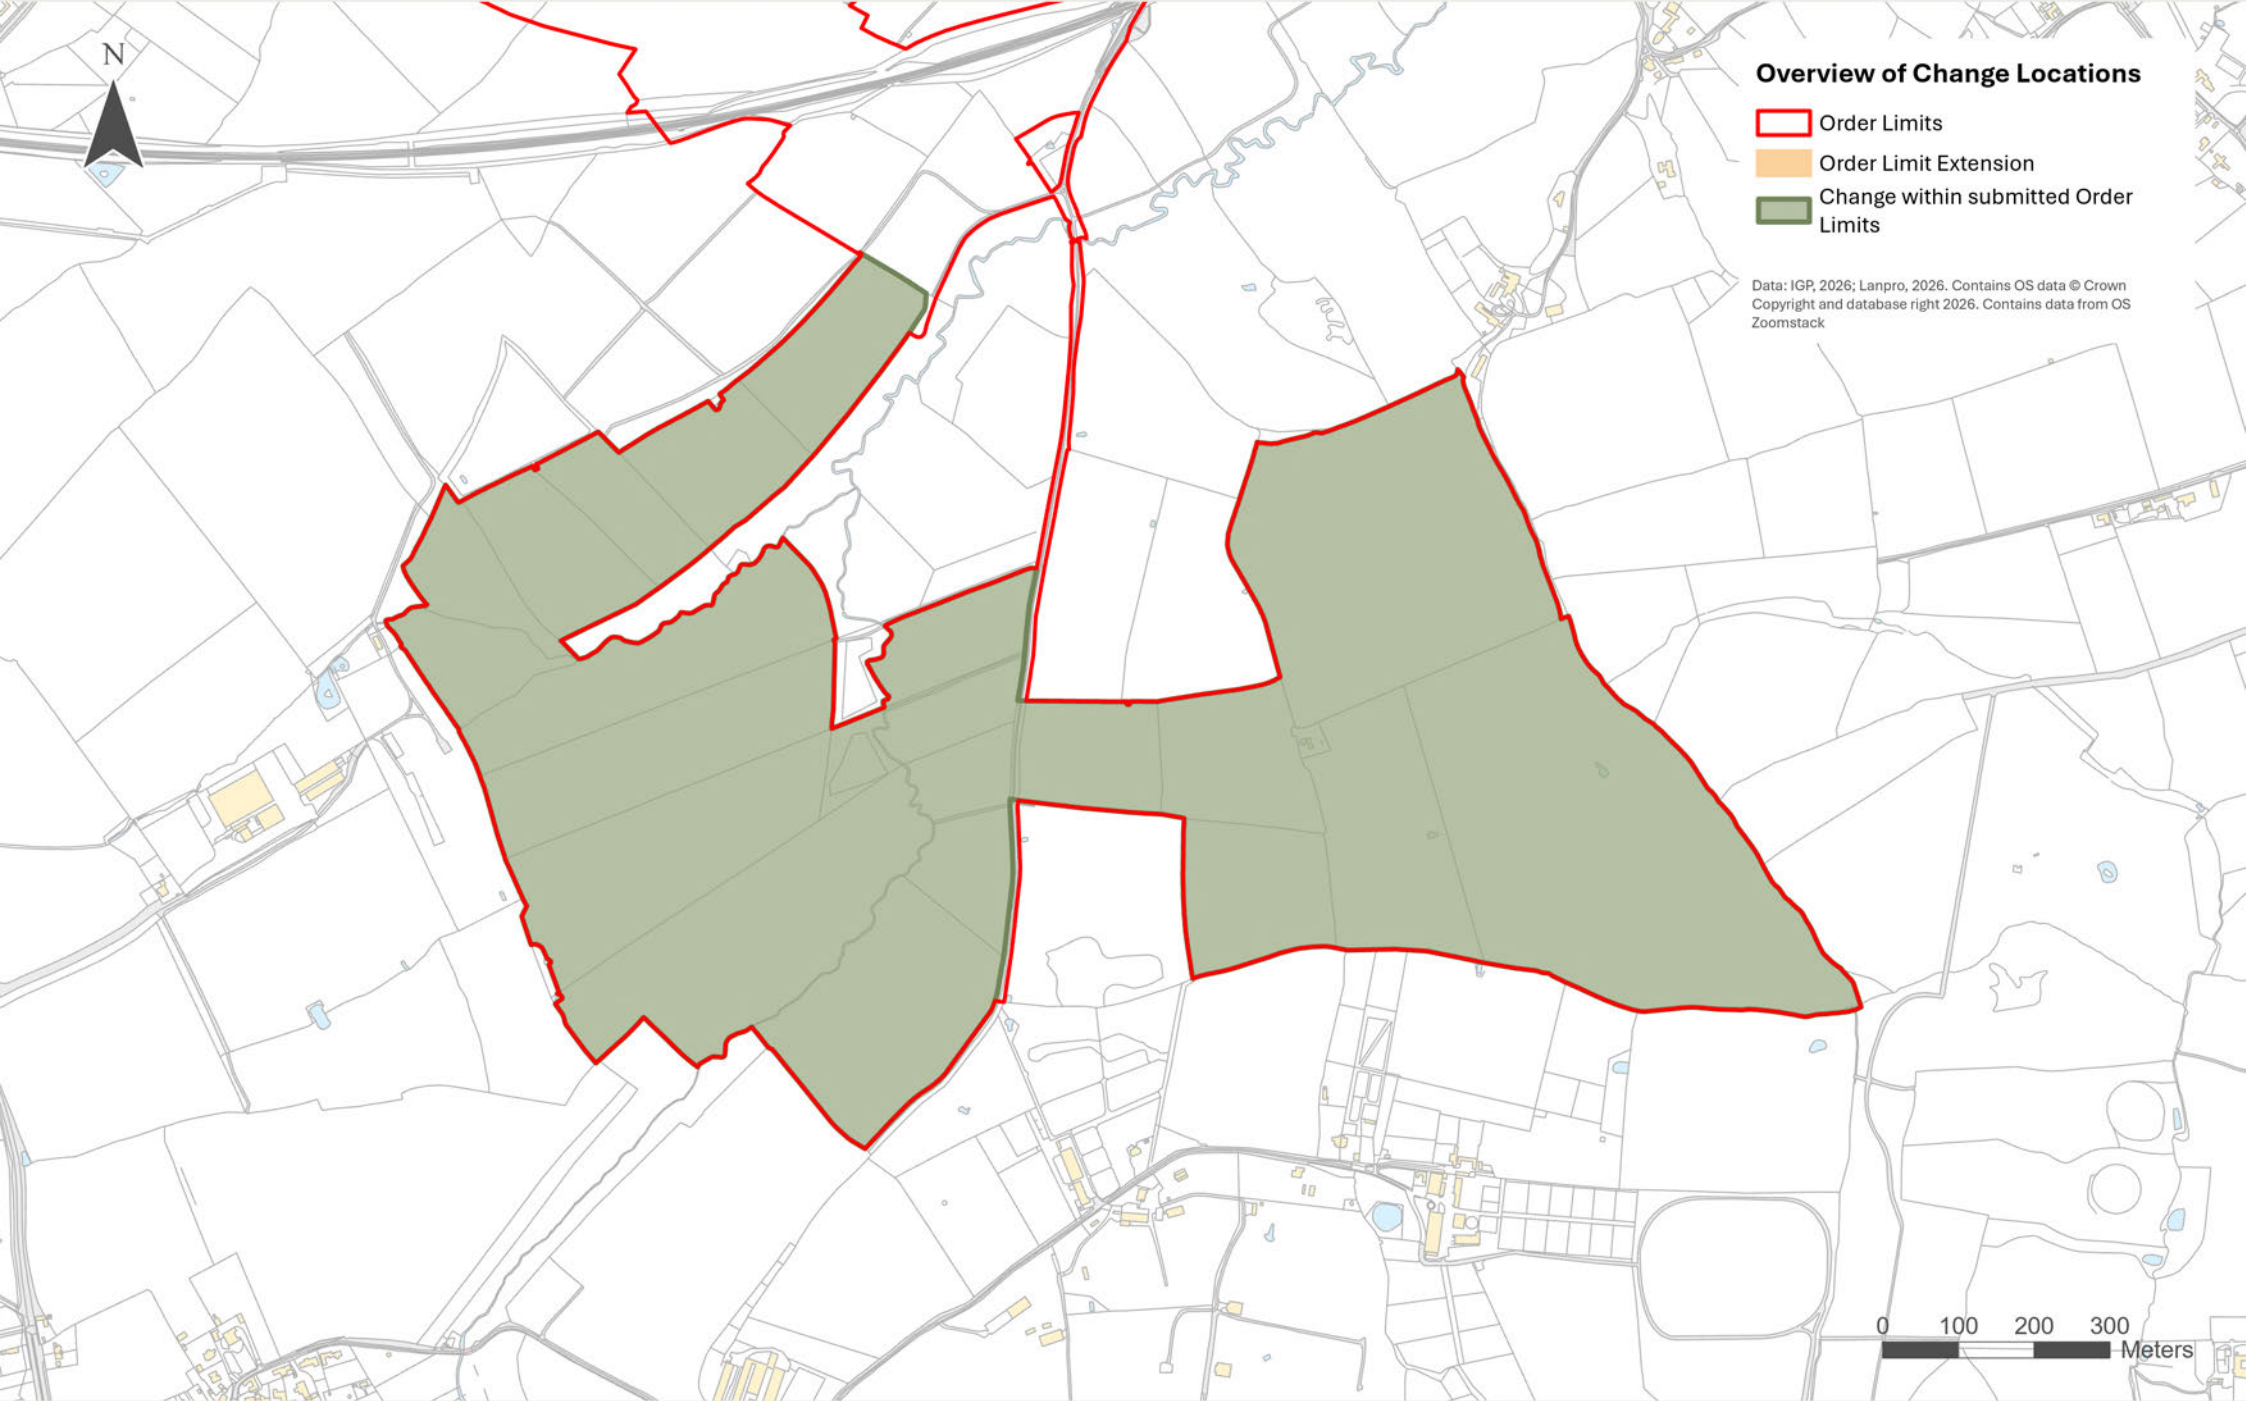 N
Overview of Change Locations
Order Limits
Order Limit Extension
Change within submitted Order
Limits
Data: IGP, 2026; Lanpro, 2026. Contains OS data © Crown
Copyright and database right 2026. Contains data from OS
Zoomstack
0 100 200 300
Meters